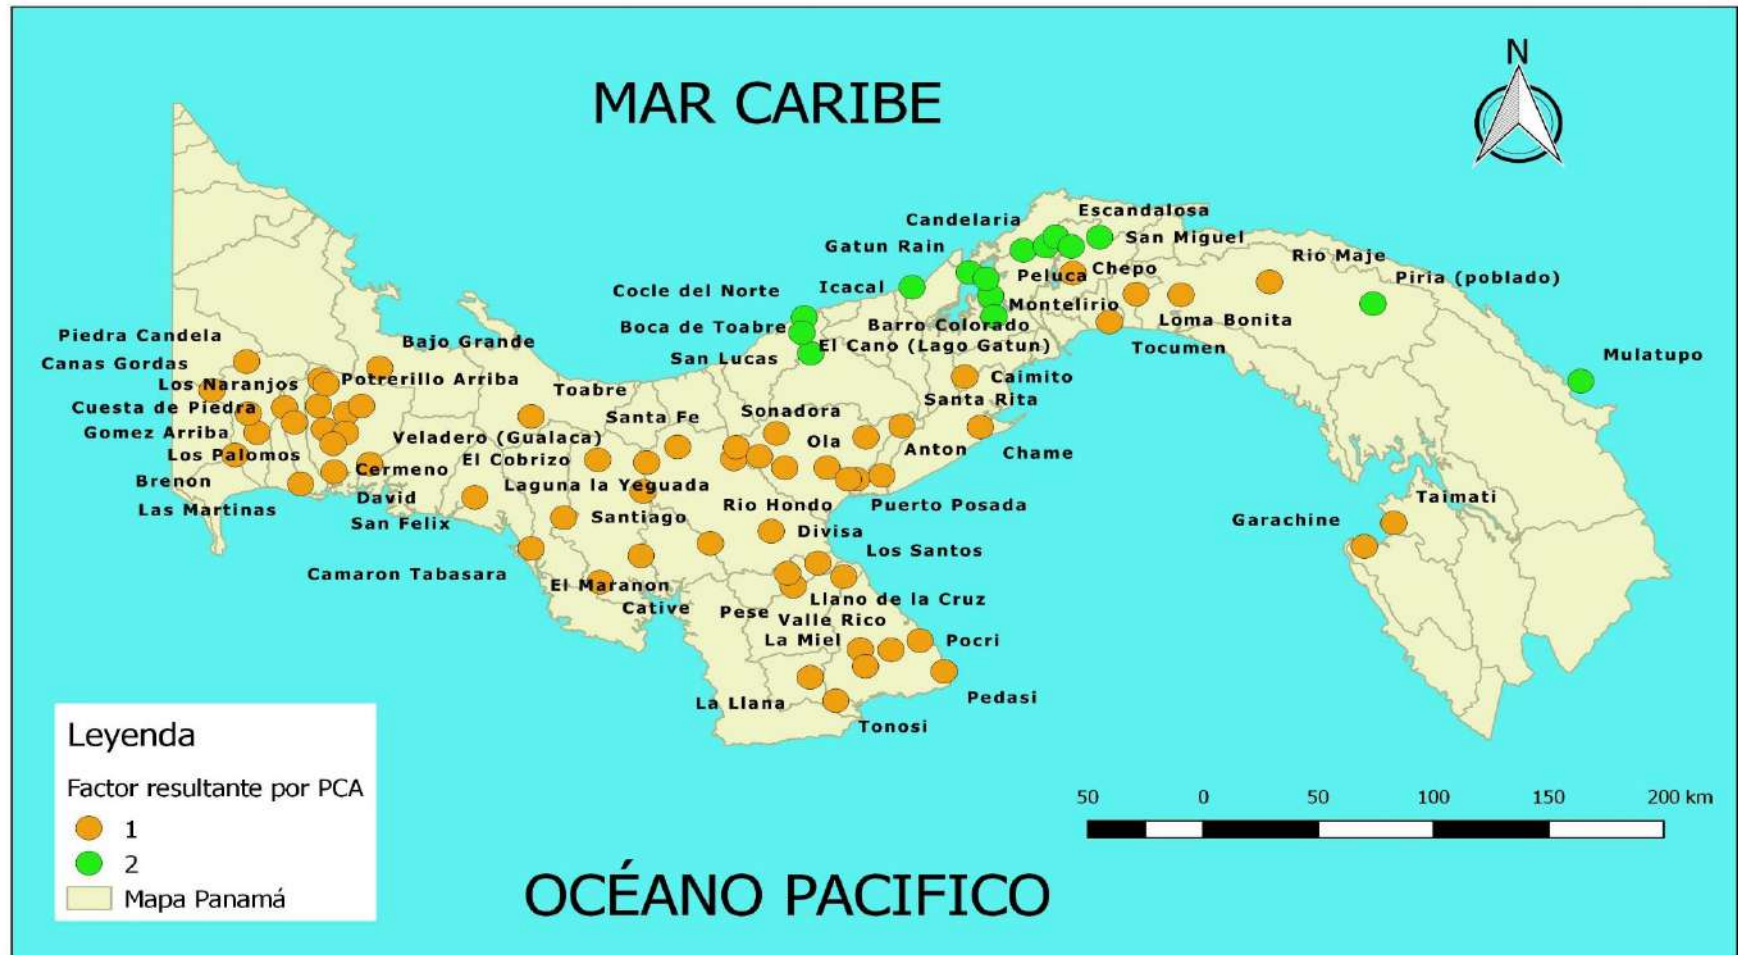 N
MAR CARIBE
Candelaria
Escandalosa
Gatun Rain
San Miguel
Rio Maje
Icacal
Peluca
Chepo
Piria (poblado)
Cocle del Norte
Montelirio
Boca de Toabre
Barro Colorado
Loma Bonita
Piedra Candela
Bajo Grande
El Cano (Lago Gatun)
Tocumen
Canas Gordas
San Lucas
Mulatupo
Los Naranjos
Potrerillo Arriba
Toabre
Caimito
Cuesta de Piedra
Santa Fe
Sonadora
Santa Rita
Gomez Arriba
Veladero (Gualaca)
Ola
Anton
Chame
Los Palomos
El Cobrizo
Brenon
Cermeno
Laguna la Yeguada
Las Martinas
David
Rio Hondo
Puerto Posada
Taimati
San Felix
Santiago
Divisa
Garachine
Los Santos
Camaron Tabasara
El Maranon
Llano de la Cruz
Cative
Pese
Valle Rico
La Miel
Pocri
La Llana
Pedasi
Tonosi
Leyenda
Factor resultante por PCA
1
2
Mapa Panamá
50 0 50 100 150 200 km
OCÉANO PACIFICO